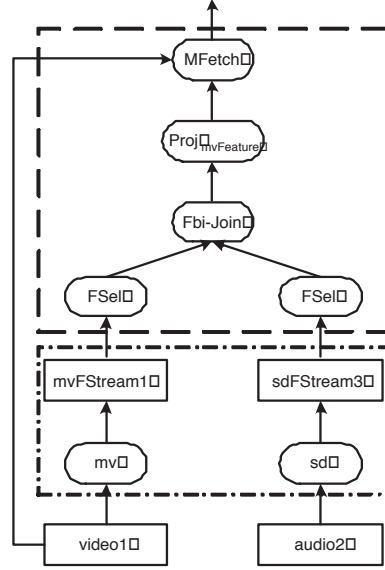 MFetch□
Proj□mvFeature□
Fbi-Join□
FSel□ FSel□
mvFStream1□ sdFStream3□
mv□ sd□
video1□ audio2□